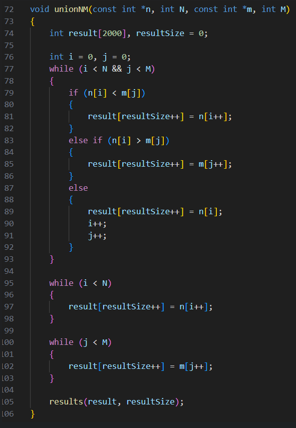 72 void unionNM(const int *n, int N, const int *m, int M)
73 {
74     int result[2000], resultSize = 0;
75
76     int i = 0, j = 0;
77     while (i < N && j < M)
78     {
79         if (n[i] < m[j])
80         {
81             result[resultSize++] = n[i++];
82         }
83         else if (n[i] > m[j])
84         {
85             result[resultSize++] = m[j++];
86         }
87         else
88         {
89             result[resultSize++] = n[i];
90             i++;
91             j++;
92         }
93     }
94
95     while (i < N)
96     {
97         result[resultSize++] = n[i++];
98     }
99
100     while (j < M)
101     {
102         result[resultSize++] = m[j++];
103     }
104
105     results(result, resultSize);
106 }